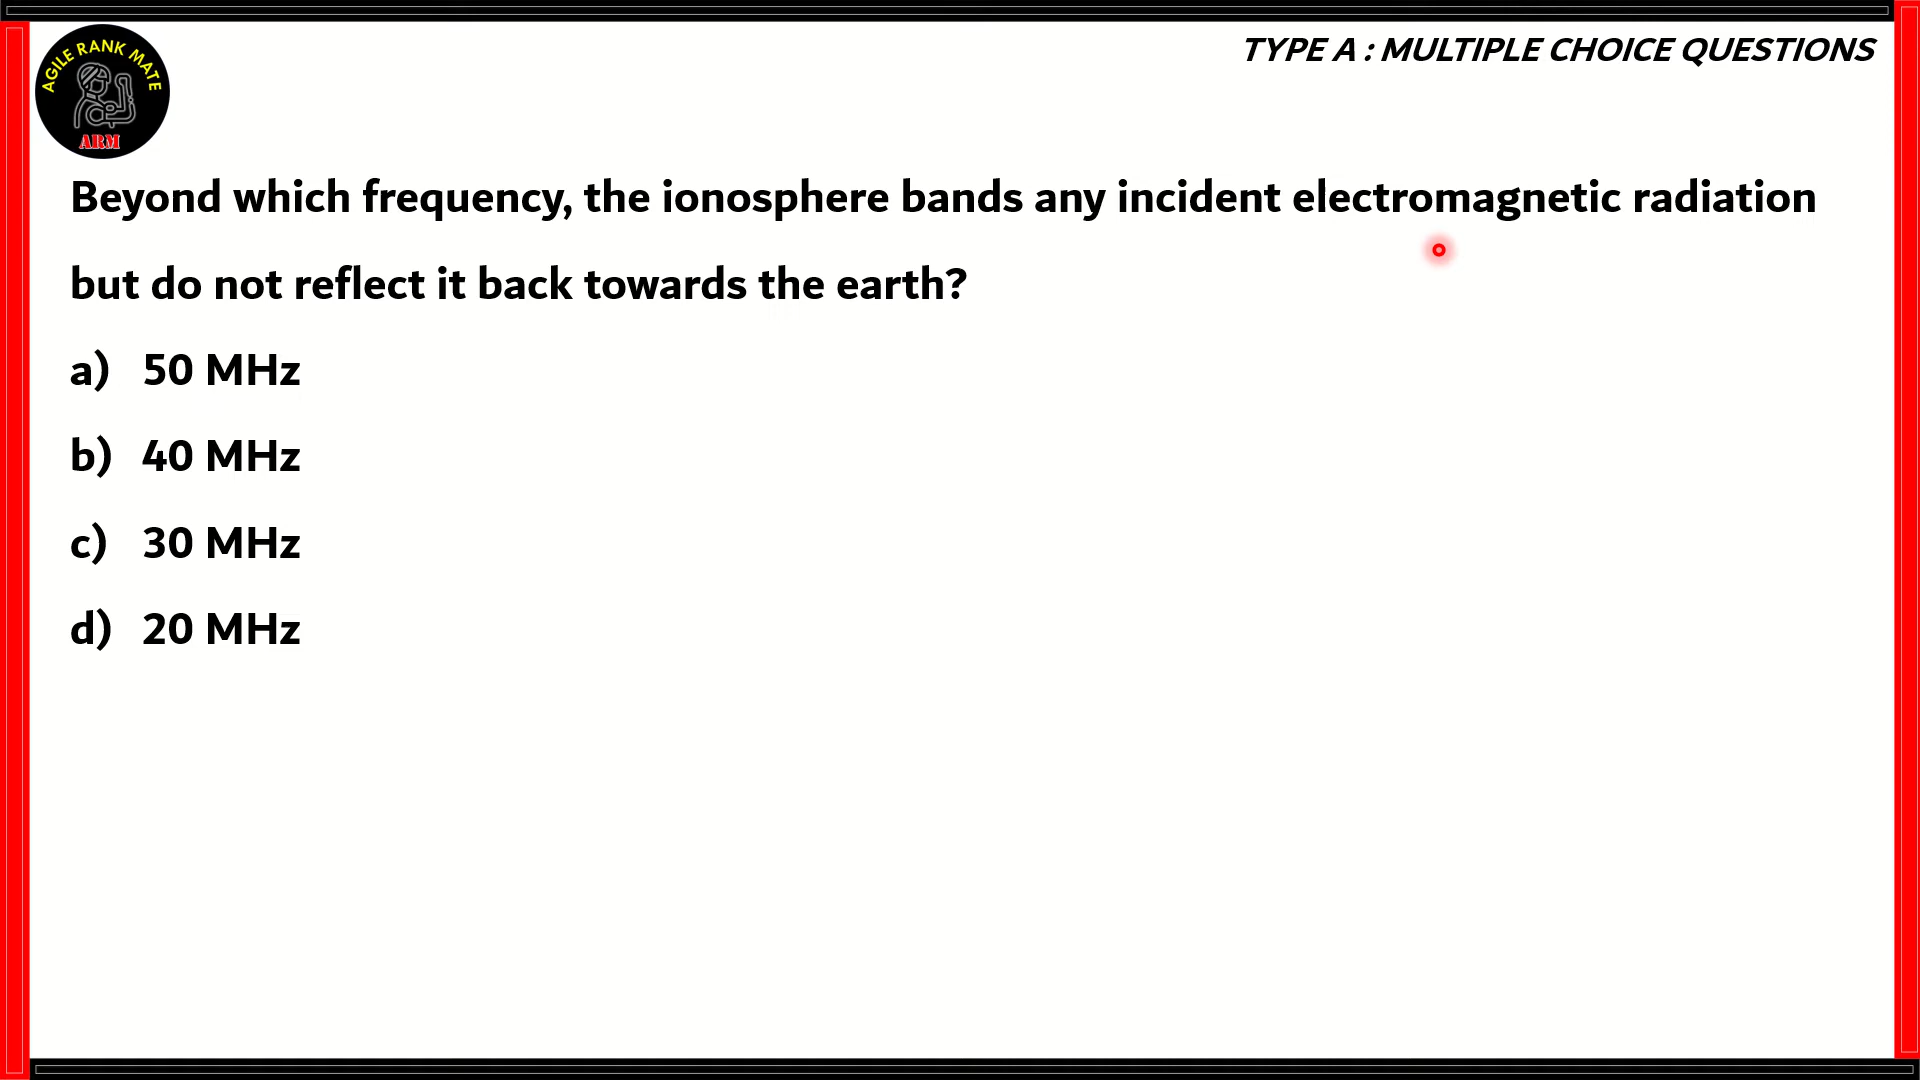 AGILE RANK MATE
ARM
TYPE A : MULTIPLE CHOICE QUESTIONS
Beyond which frequency, the ionosphere bands any incident electromagnetic radiation
but do not reflect it back towards the earth?
a) 50 MHz
b) 40 MHz
c) 30 MHz
d) 20 MHz